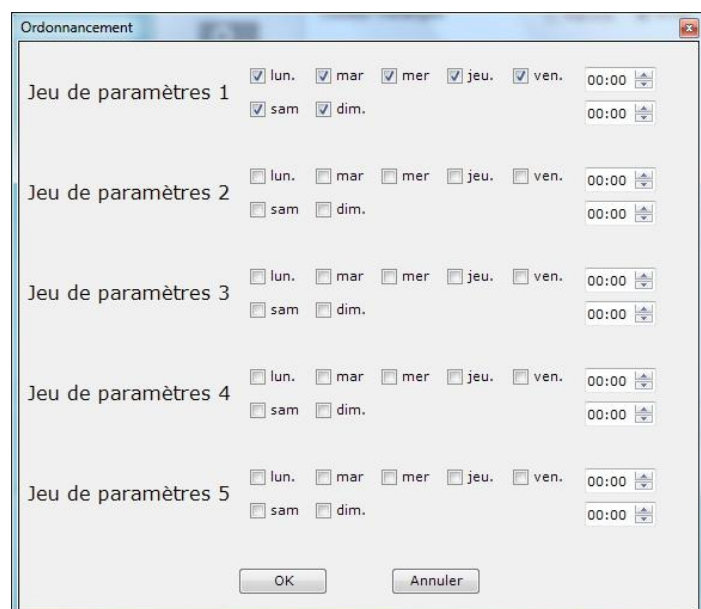 Ordonnancement
lun. mar mer jeu. ven. 00:00
Jeu de paramètres 1
sam dim. 00:00
lun. mar mer jeu. ven. 00:00
Jeu de paramètres 2
sam dim. 00:00
lun. mar mer jeu. ven. 00:00
Jeu de paramètres 3
sam dim. 00:00
lun. mar mer jeu. ven. 00:00
Jeu de paramètres 4
sam dim. 00:00
lun. mar mer jeu. ven. 00:00
Jeu de paramètres 5
sam dim. 00:00
OK Annuler